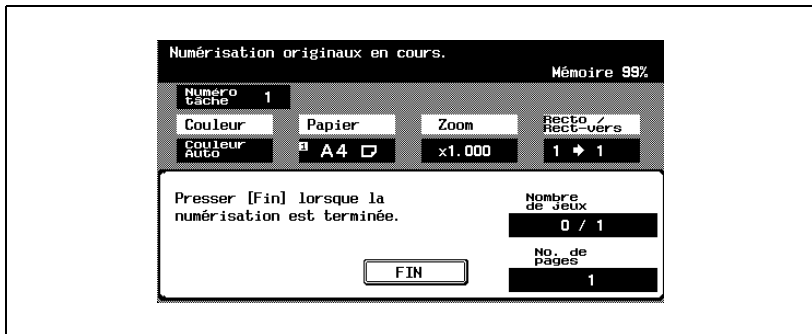 Numérisation originaux en cours.
Mémoire 99%
Numéro
tâche 1
Couleur Papier Zoom Recto /
Rect-vers
Couleur
Auto
1 A4 x1.000 1 → 1
Presser [Fin] lorsque la
numérisation est terminée.
Nombre
de jeux
0 / 1
FIN
No. de
pages
1